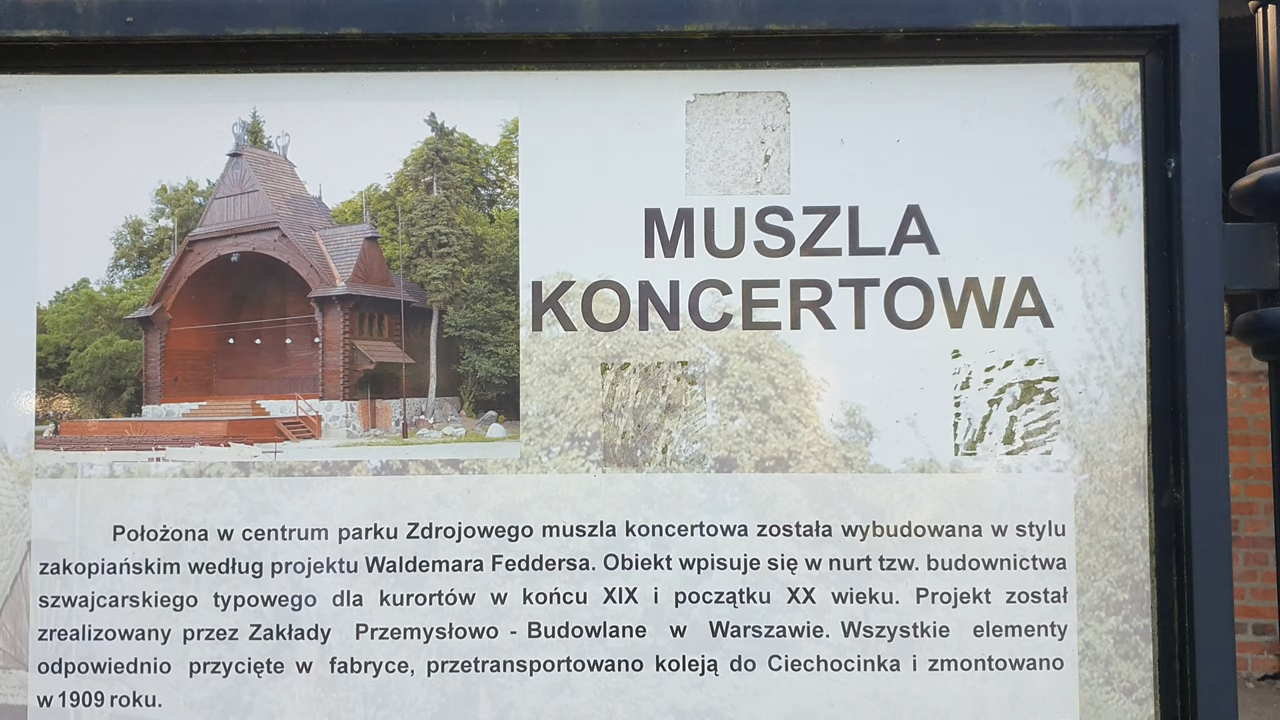 MUSZLA
KONCERTOWA
Położona w centrum parku Zdrojowego muszla koncertowa została wybudowana w stylu
zakopiańskim według projektu Waldemara Feddersa. Obiekt wpisuje się w nurt tzw. budownictwa
szwajcarskiego typowego dla kurortów w końcu XIX i początku XX wieku. Projekt został
zrealizowany przez Zakłady Przemysłowo - Budowlane w Warszawie. Wszystkie elementy
odpowiednio przycięte w fabryce, przetransportowano koleją do Ciechocinka i zmontowano
w 1909 roku.